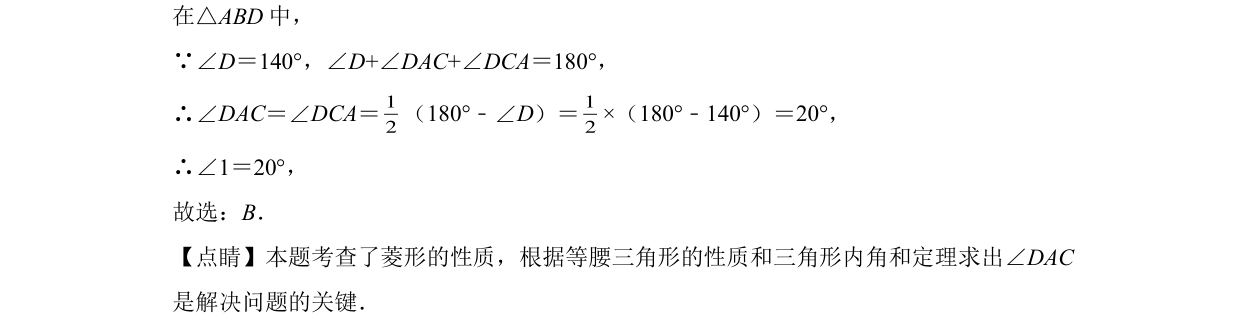 在△ABD中，
∵∠D＝140°，∠D+∠DAC+∠DCA＝180°，
∴∠DAC＝∠DCA＝\frac{1}{2}（180°﹣∠D）＝\frac{1}{2}×（180°﹣140°）＝20°，
∴∠1＝20°，
故选：B．
【点睛】本题考查了菱形的性质，根据等腰三角形的性质和三角形内角和定理求出∠DAC
是解决问题的关键．